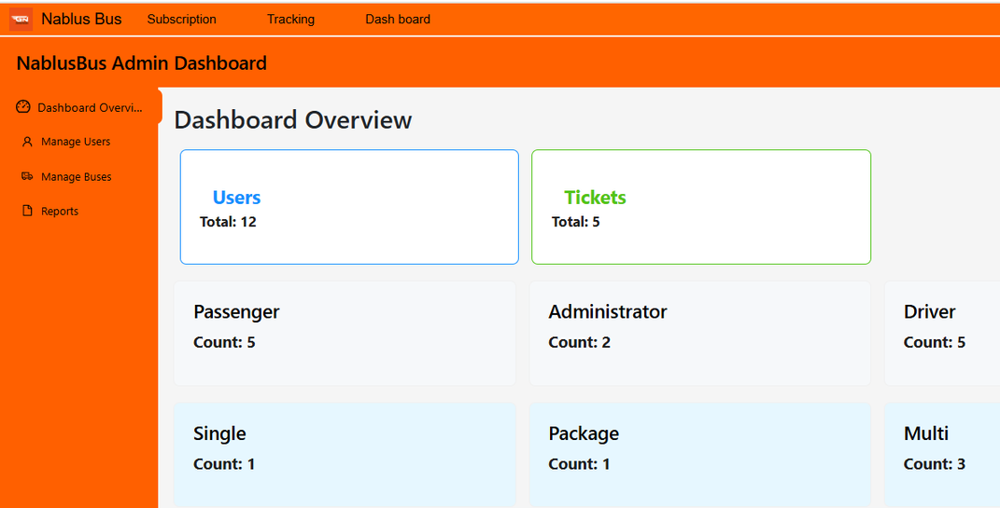 Nablus Bus Subscription Tracking Dash board
NablusBus Admin Dashboard
Dashboard Overvi...
Manage Users
Manage Buses
Reports
Dashboard Overview
Users
Total: 12
Tickets
Total: 5
Passenger
Count: 5
Administrator
Count: 2
Driver
Count: 5
Single
Count: 1
Package
Count: 1
Multi
Count: 3